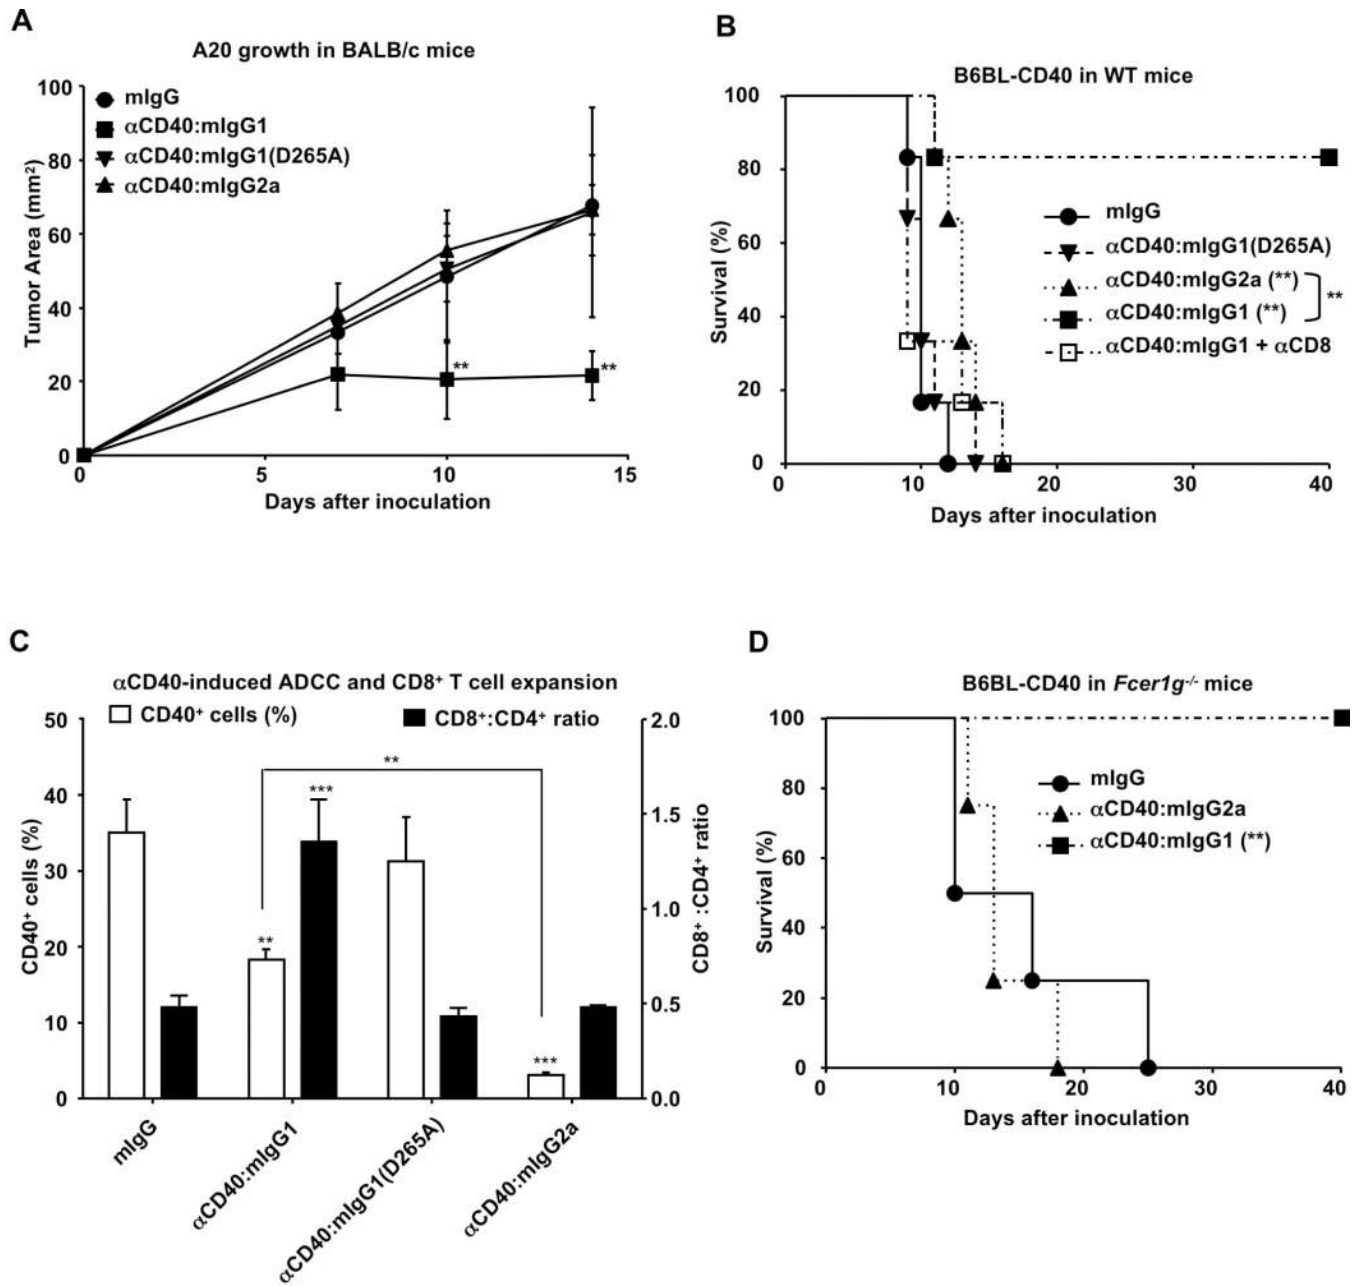 A
A20 growth in BALB/c mice
Tumor Area (mm²)
100
80
60
40
20
0
mIgG
αCD40:mIgG1
αCD40:mIgG1(D265A)
αCD40:mIgG2a
**
**
0
5
10
15
Days after inoculation
B
B6BL-CD40 in WT mice
Survival (%)
100
80
60
40
20
0
mIgG
αCD40:mIgG1(D265A)
αCD40:mIgG2a (**)
αCD40:mIgG1 (**)
**
αCD40:mIgG1 + αCD8
0
10
20
30
40
Days after inoculation
C
αCD40-induced ADCC and CD8⁺ T cell expansion
CD40⁺ cells (%)
CD8⁺:CD4⁺ ratio
CD40⁺ cells (%)
50
40
30
20
10
0
**
***
**
***
2.0
1.5
1.0
0.5
0.0
CD8⁺ :CD4⁺ ratio
mIgG
αCD40:mIgG1
αCD40:mIgG1(D265A)
αCD40:mIgG2a
D
B6BL-CD40 in Fcer1g⁻/⁻ mice
Survival (%)
100
80
60
40
20
0
mIgG
αCD40:mIgG2a
αCD40:mIgG1 (**)
0
10
20
30
40
Days after inoculation